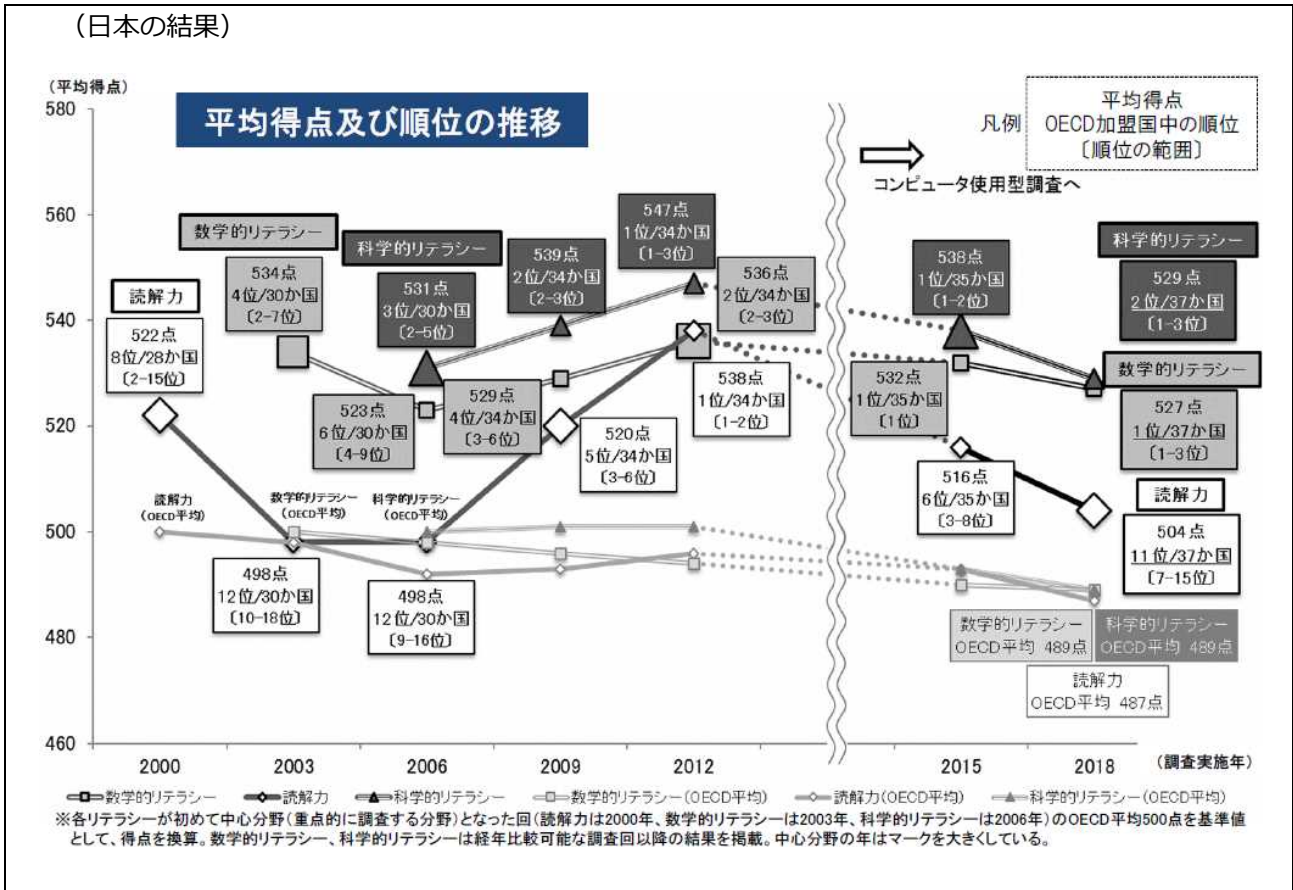 （日本の結果）
(平均得点)
平均得点及び順位の推移
凡例
平均得点
OECD加盟国中の順位
〔順位の範囲〕
コンピュータ使用型調査へ
580
560
540
520
500
480
460
読解力
522点
8位/28か国
〔2-15位〕
数学的リテラシー
534点
4位/30か国
〔2-7位〕
科学的リテラシー
531点
3位/30か国
〔2-5位〕
539点
2位/34か国
〔2-3位〕
547点
1位/34か国
〔1-3位〕
536点
2位/34か国
〔2-3位〕
538点
1位/35か国
〔1-2位〕
科学的リテラシー
529点
2位/37か国
〔1-3位〕
523点
6位/30か国
〔4-9位〕
529点
4位/34か国
〔3-6位〕
520点
5位/34か国
〔3-6位〕
538点
1位/34か国
〔1-2位〕
532点
1位/35か国
〔1位〕
数学的リテラシー
527点
1位/37か国
〔1-3位〕
516点
6位/35か国
〔3-8位〕
読解力
504点
11位/37か国
〔7-15位〕
読解力
(OECD平均)
数学的リテラシー
(OECD平均)
科学的リテラシー
(OECD平均)
498点
12位/30か国
〔10-18位〕
498点
12位/30か国
〔9-16位〕
数学的リテラシー
OECD平均 489点
科学的リテラシー
OECD平均 489点
読解力
OECD平均 487点
2000 2003 2006 2009 2012 2015 2018 (調査実施年)
数学的リテラシー 読解力 科学的リテラシー 数学的リテラシー(OECD平均) 読解力(OECD平均) 科学的リテラシー(OECD平均)
※各リテラシーが初めて中心分野(重点的に調査する分野)となった回(読解力は2000年、数学的リテラシーは2003年、科学的リテラシーは2006年)のOECD平均500点を基準値
として、得点を換算。数学的リテラシー、科学的リテラシーは経年比較可能な調査回以降の結果を掲載。中心分野の年はマークを大きくしている。